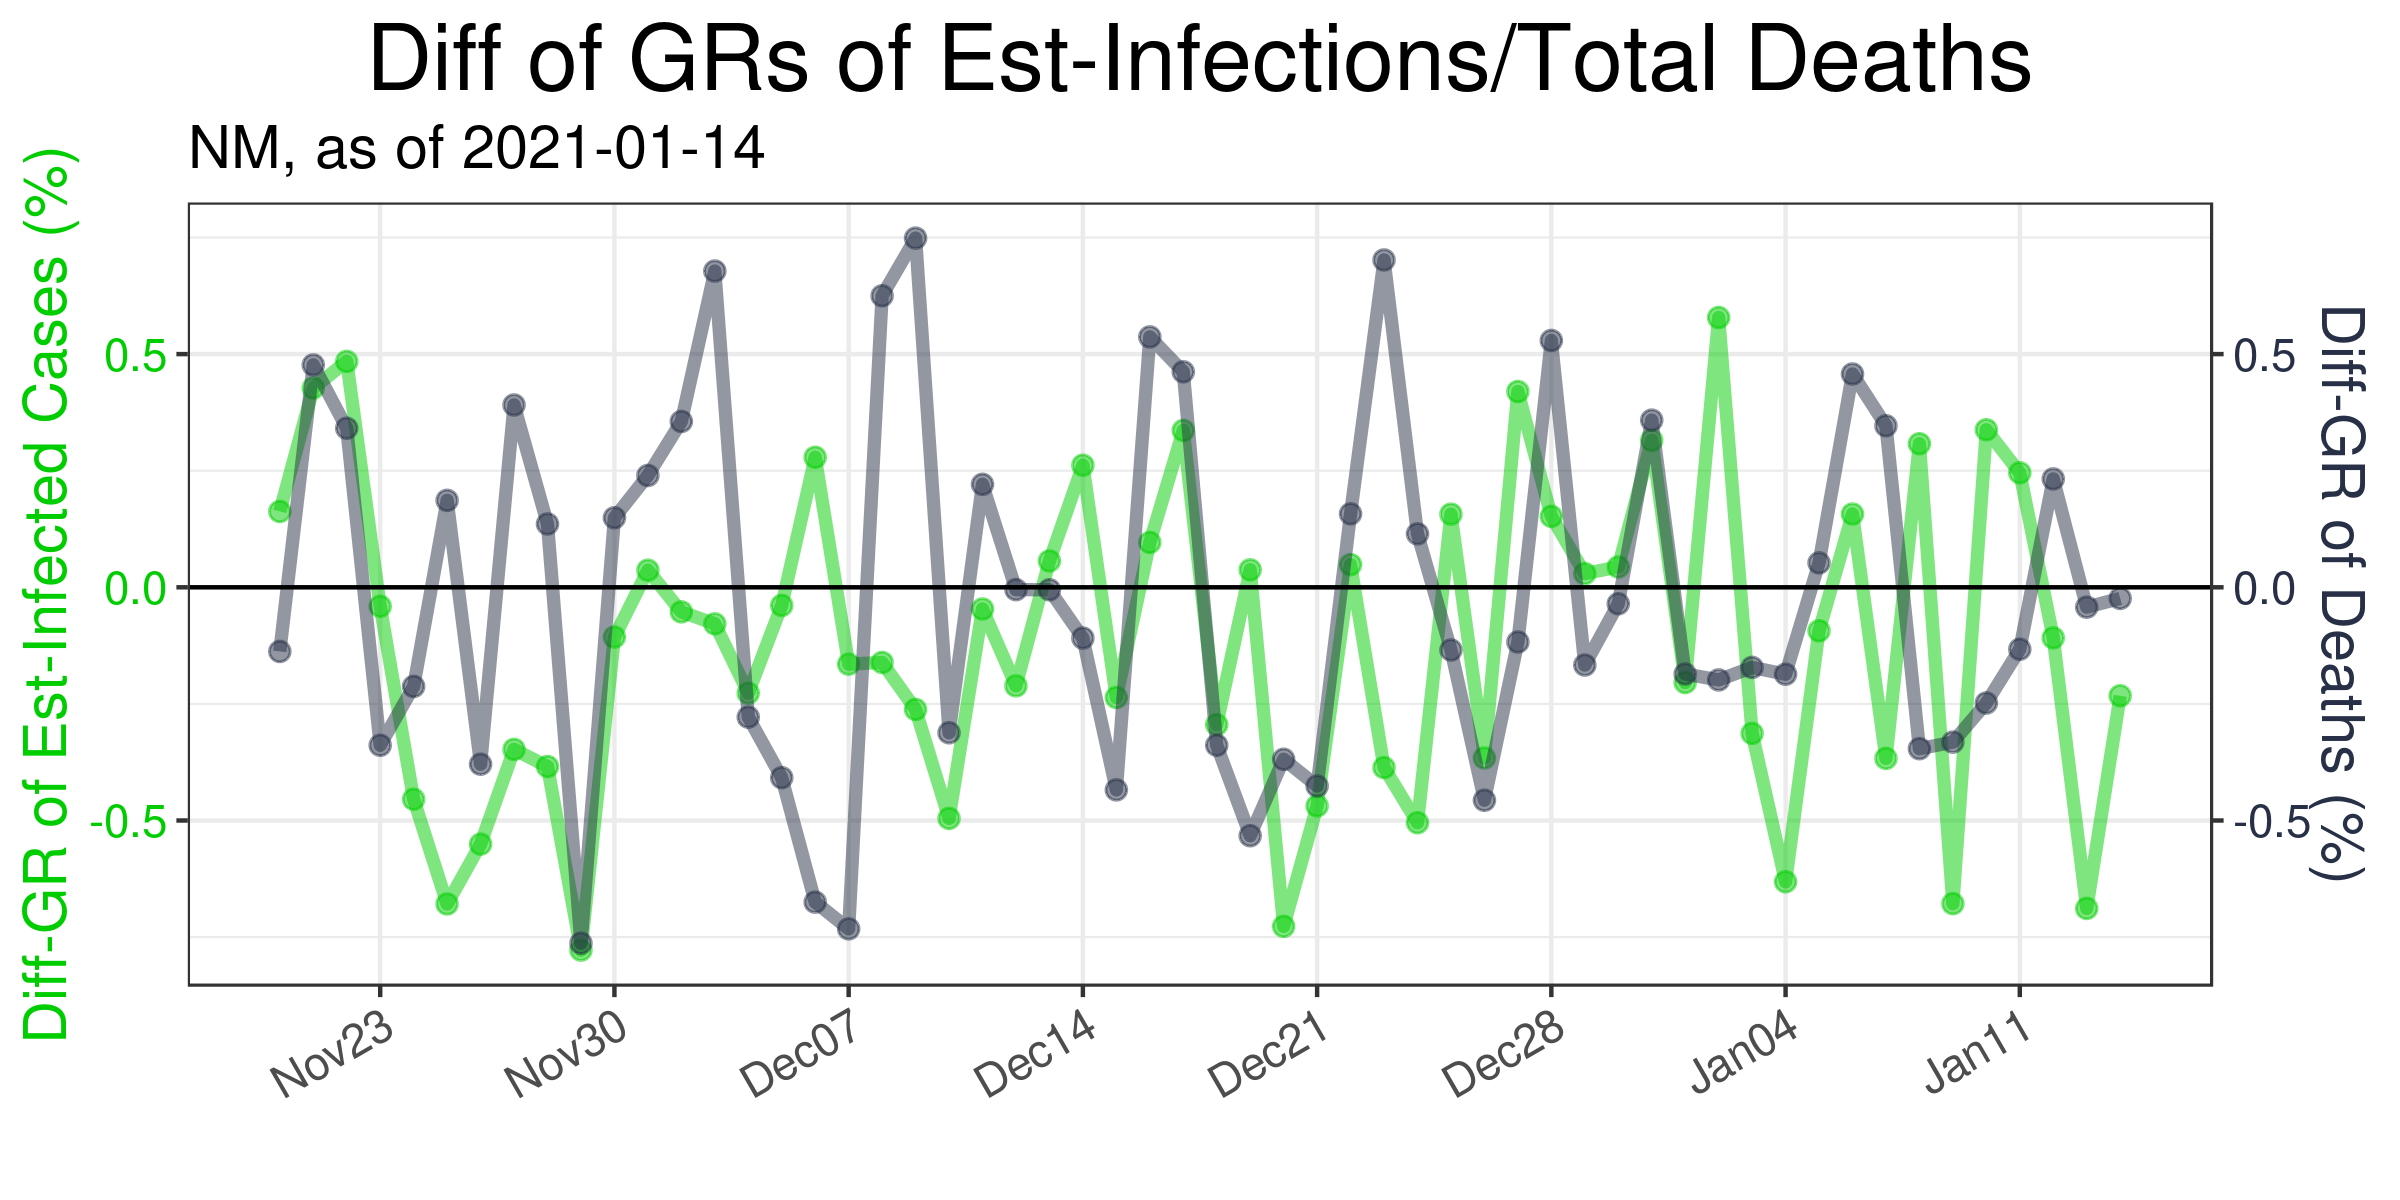 Diff of GRs of Est-Infections/Total Deaths
NM, as of 2021-01-14
Diff-GR of Est-Infected Cases (%)
0.5
0.0
-0.5
0.5
0.0
-0.5
Diff-GR of Deaths (%)
Nov23
Nov30
Dec07
Dec14
Dec21
Dec28
Jan04
Jan11